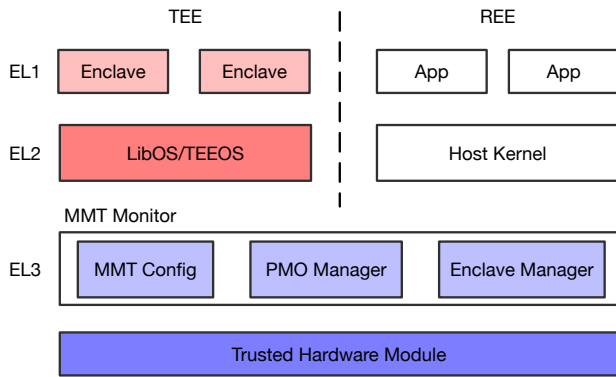 TEE REE
EL1 Enclave Enclave App App
EL2 LibOS/TEEOS Host Kernel
MMT Monitor
EL3 MMT Config PMO Manager Enclave Manager
Trusted Hardware Module